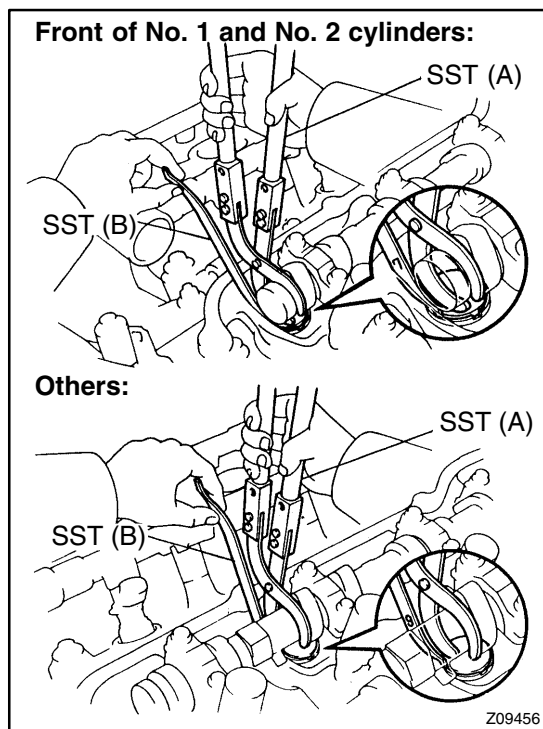 Front of No. 1 and No. 2 cylinders:
SST (A)
SST (B)
Others:
SST (A)
SST (B)
Z09456